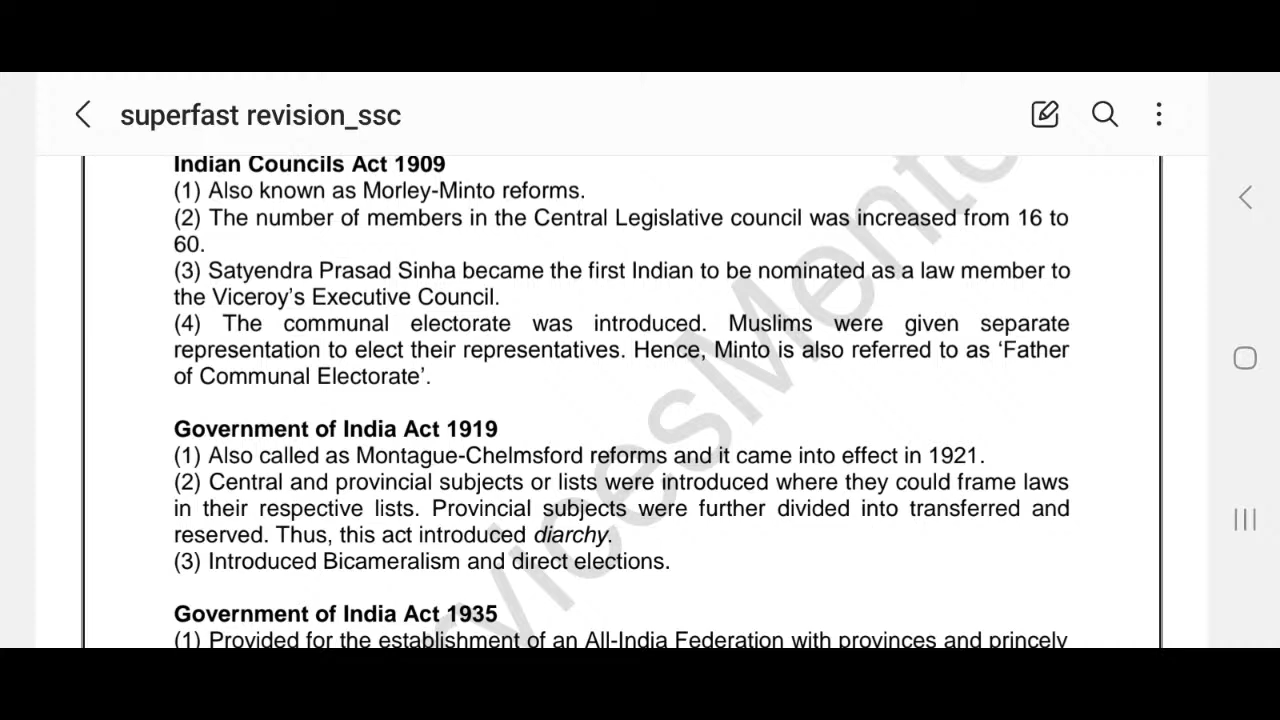 superfast revision_ssc
Indian Councils Act 1909
(1) Also known as Morley-Minto reforms.
(2) The number of members in the Central Legislative council was increased from 16 to
60.
(3) Satyendra Prasad Sinha became the first Indian to be nominated as a law member to
the Viceroy's Executive Council.
(4) The communal electorate was introduced. Muslims were given separate
representation to elect their representatives. Hence, Minto is also referred to as ‘Father
of Communal Electorate’.
Government of India Act 1919
(1) Also called as Montague-Chelmsford reforms and it came into effect in 1921.
(2) Central and provincial subjects or lists were introduced where they could frame laws
in their respective lists. Provincial subjects were further divided into transferred and
reserved. Thus, this act introduced diarchy.
(3) Introduced Bicameralism and direct elections.
Government of India Act 1935
(1) Provided for the establishment of an All-India Federation with provinces and princely